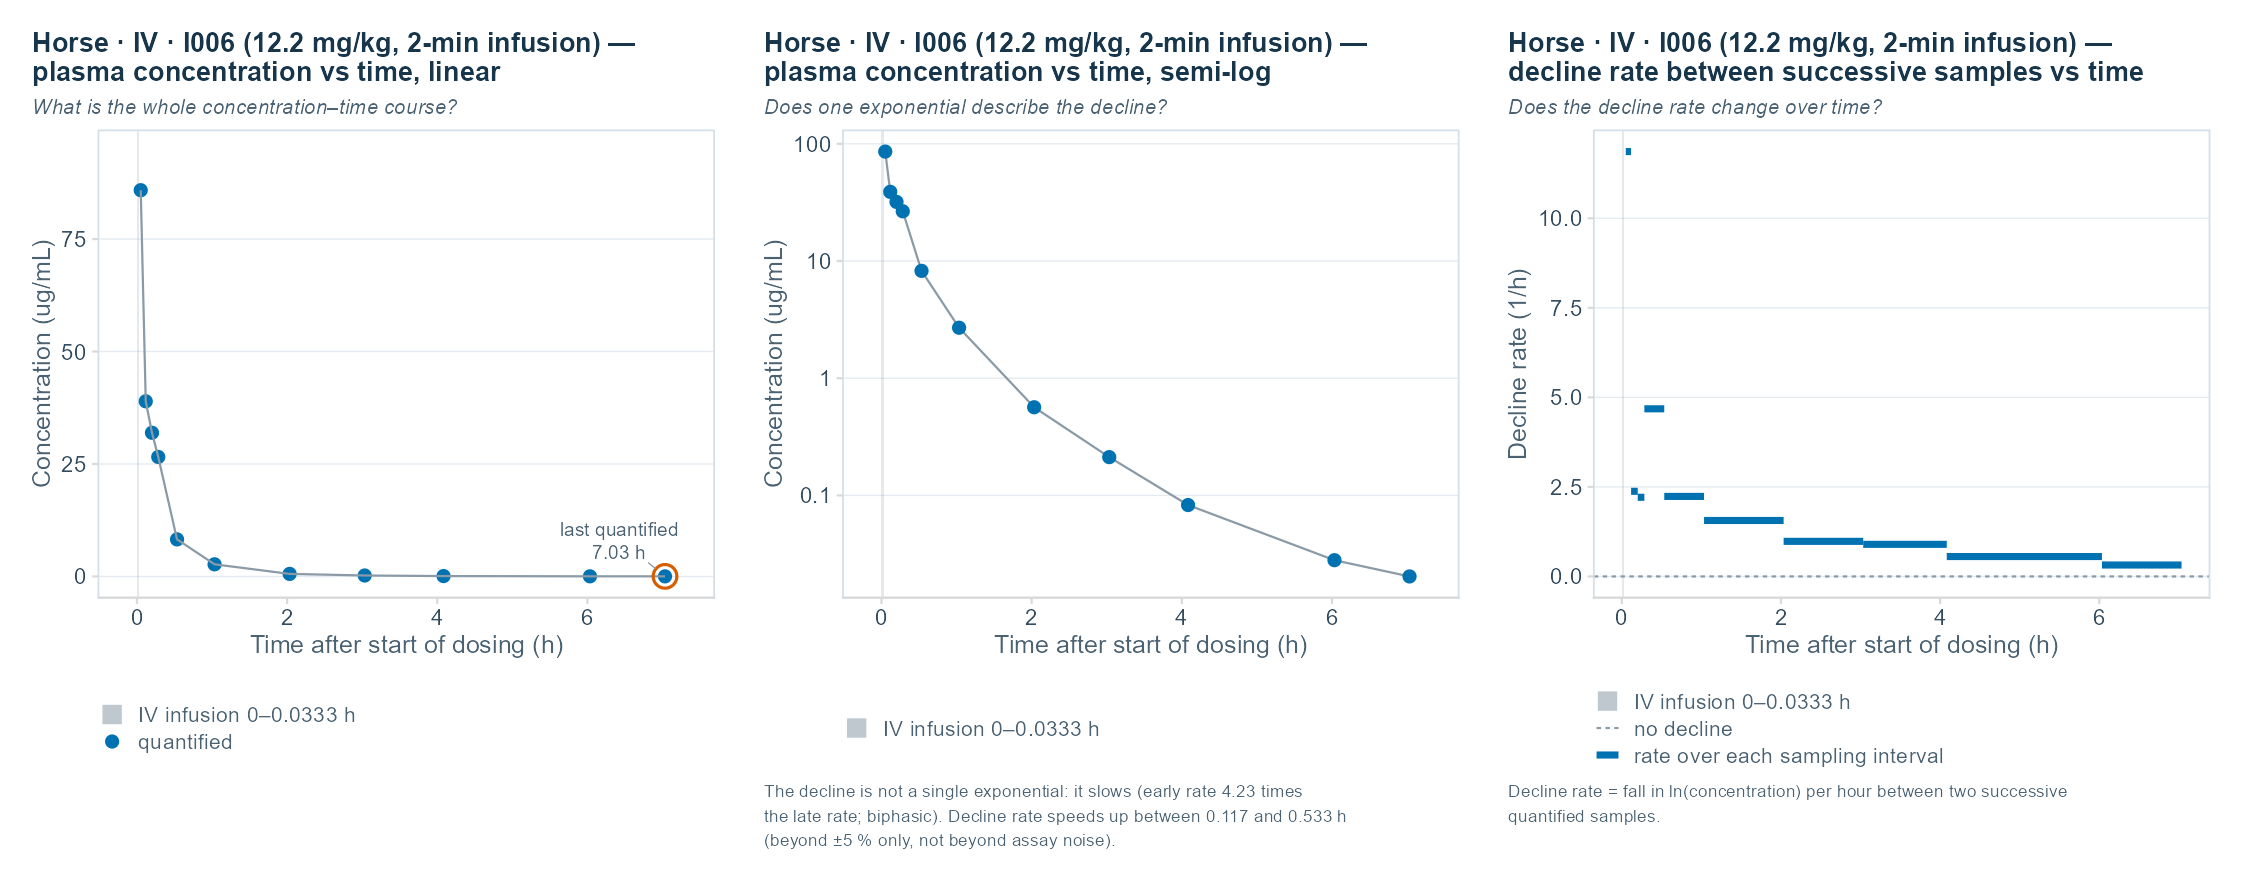 Horse · IV · I006 (12.2 mg/kg, 2-min infusion) —
plasma concentration vs time, linear
What is the whole concentration–time course?
Concentration (ug/mL)
75
50
25
0
last quantified
7.03 h
0 2 4 6
Time after start of dosing (h)
IV infusion 0–0.0333 h
quantified
Horse · IV · I006 (12.2 mg/kg, 2-min infusion) —
plasma concentration vs time, semi-log
Does one exponential describe the decline?
Concentration (ug/mL)
100
10
1
0.1
0 2 4 6
Time after start of dosing (h)
IV infusion 0–0.0333 h
The decline is not a single exponential: it slows (early rate 4.23 times
the late rate; biphasic). Decline rate speeds up between 0.117 and 0.533 h
(beyond ±5 % only, not beyond assay noise).
Horse · IV · I006 (12.2 mg/kg, 2-min infusion) —
decline rate between successive samples vs time
Does the decline rate change over time?
Decline rate (1/h)
10.0
7.5
5.0
2.5
0.0
0 2 4 6
Time after start of dosing (h)
IV infusion 0–0.0333 h
no decline
rate over each sampling interval
Decline rate = fall in ln(concentration) per hour between two successive
quantified samples.